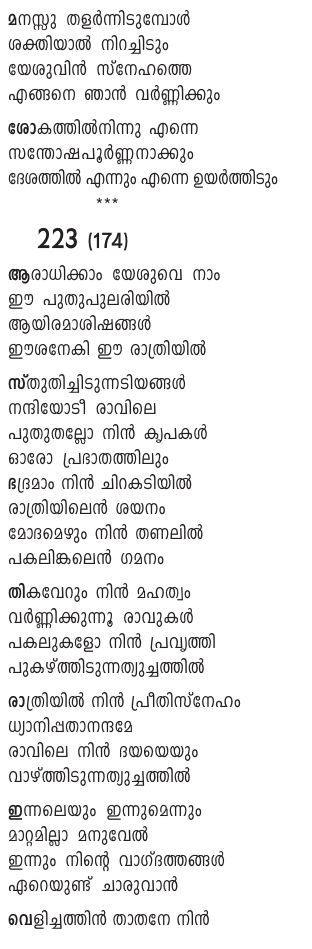 മനസ്സു തളർന്നിടുമ്പോൾ
ശക്തിയാൽ നിറച്ചിടും
യേശുവിൻ സ്നേഹത്തെ
എങ്ങനെ ഞാൻ വർണ്ണിക്കും
ശോകത്തിൽനിന്നു എന്നെ
സന്തോഷപൂർണ്ണനാക്കും
ദേശത്തിൽ എന്നും എന്നെ ഉയർത്തിടും
***
223 (174)
ആരാധിക്കാം യേശുവെ നാം
ഈ പുതുപുലരിയിൽ
ആയിരമാശിഷങ്ങൾ
ഈശനേകി ഈ രാത്രിയിൽ
സ്തുതിച്ചിടുന്നടിയങ്ങൾ
നന്ദിയോടീ രാവിലെ
പുതുതല്ലോ നിൻ കൃപകൾ
ഓരോ പ്രഭാതത്തിലും
ഭദ്രമാം നിൻ ചിറകടിയിൽ
രാത്രിയിലെൻ ശയനം
മോദമെഴും നിൻ തണലിൽ
പകലിങ്കലെൻ ഗമനം
തികവേറും നിൻ മഹത്വം
വർണ്ണിക്കുന്നൂ രാവുകൾ
പകലുകളോ നിൻ പ്രവൃത്തി
പുകഴ്ത്തിടുന്നത്യുച്ചത്തിൽ
രാത്രിയിൽ നിൻ പ്രീതിസ്നേഹം
ധ്യാനിപ്പതാനന്ദമേ
രാവിലെ നിൻ ദയയെയും
വാഴ്ത്തിടുന്നത്യുച്ചത്തിൽ
ഇന്നലെയും ഇന്നുമെന്നും
മാറ്റമില്ലാ മനുവേൽ
ഇന്നും നിന്റെ വാഗ്ദത്തങ്ങൾ
ഏറെയുണ്ട് ചാരുവാൻ
വെളിച്ചത്തിൻ താതനേ നിൻ